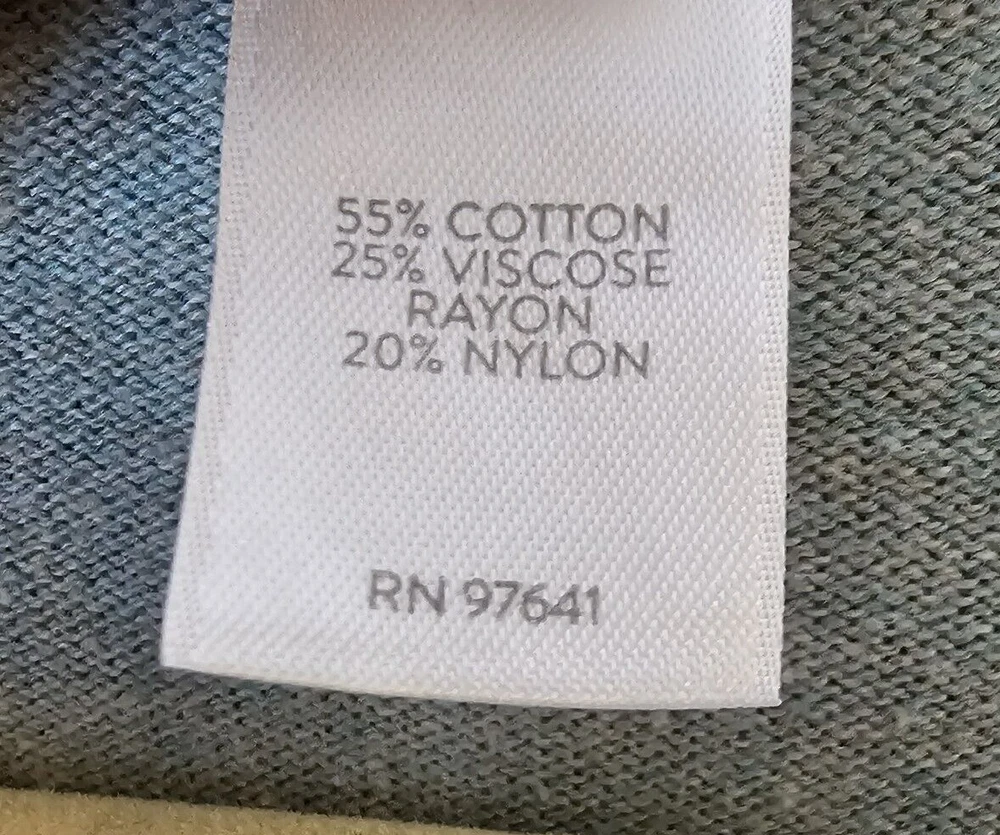 55% COTTON
25% VISCOSE
RAYON
20% NYLON
RN 97641